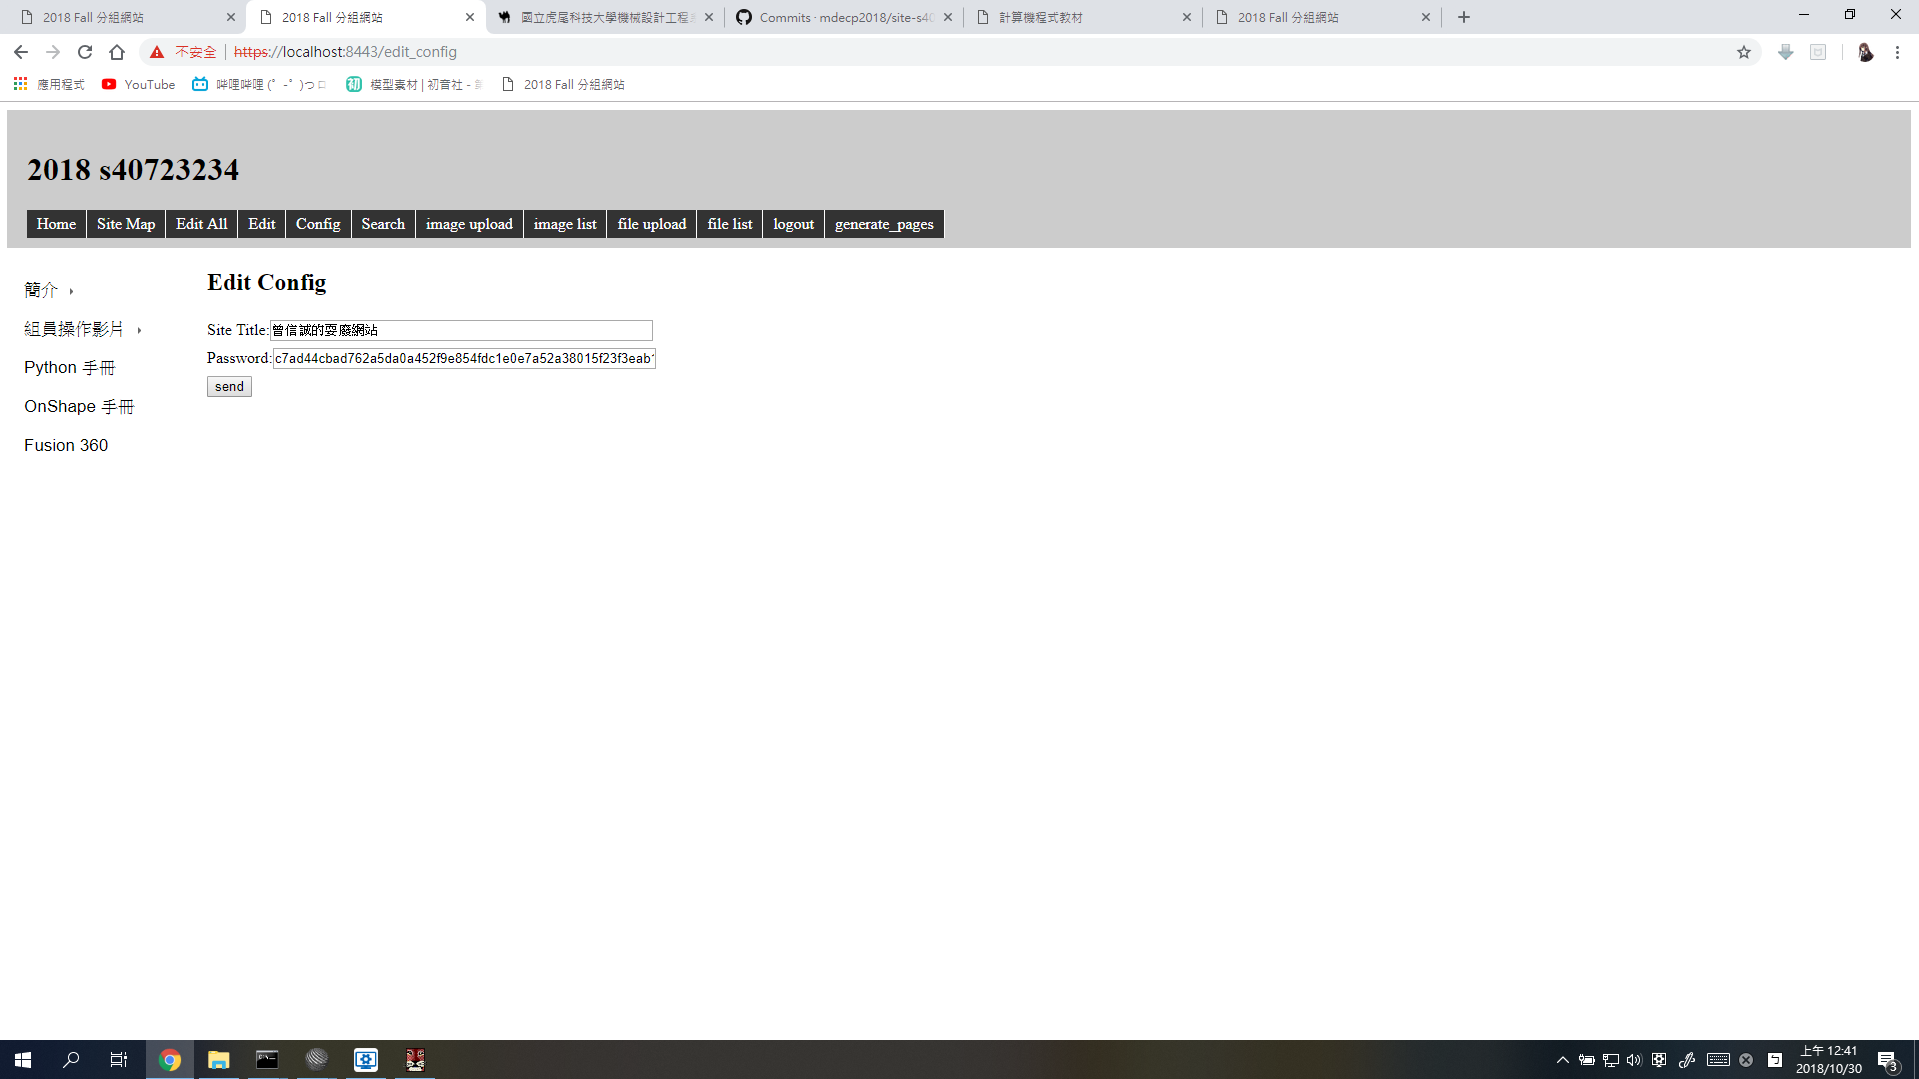 2018 Fall 分組網站
2018 Fall 分組網站
國立虎尾科技大學機械設計工程
Commits · mdecp2018/site-s40
計算機程式教材
2018 Fall 分組網站
不安全 | https://localhost:8443/edit_config
應用程式
YouTube
哔哩哔哩 (゜-゜)つロ
模型素材 | 初音社 -
2018 Fall 分組網站
2018 s40723234
Home
Site Map
Edit All
Edit
Config
Search
image upload
image list
file upload
file list
logout
generate_pages
簡介
組員操作影片
Python 手冊
OnShape 手冊
Fusion 360
Edit Config
Site Title:曾信誠的耍廢網站
Password:c7ad44cbad762a5da0a452f9e854fdc1e0e7a52a38015f23f3eab1
send
上午 12:41
2018/10/30
3